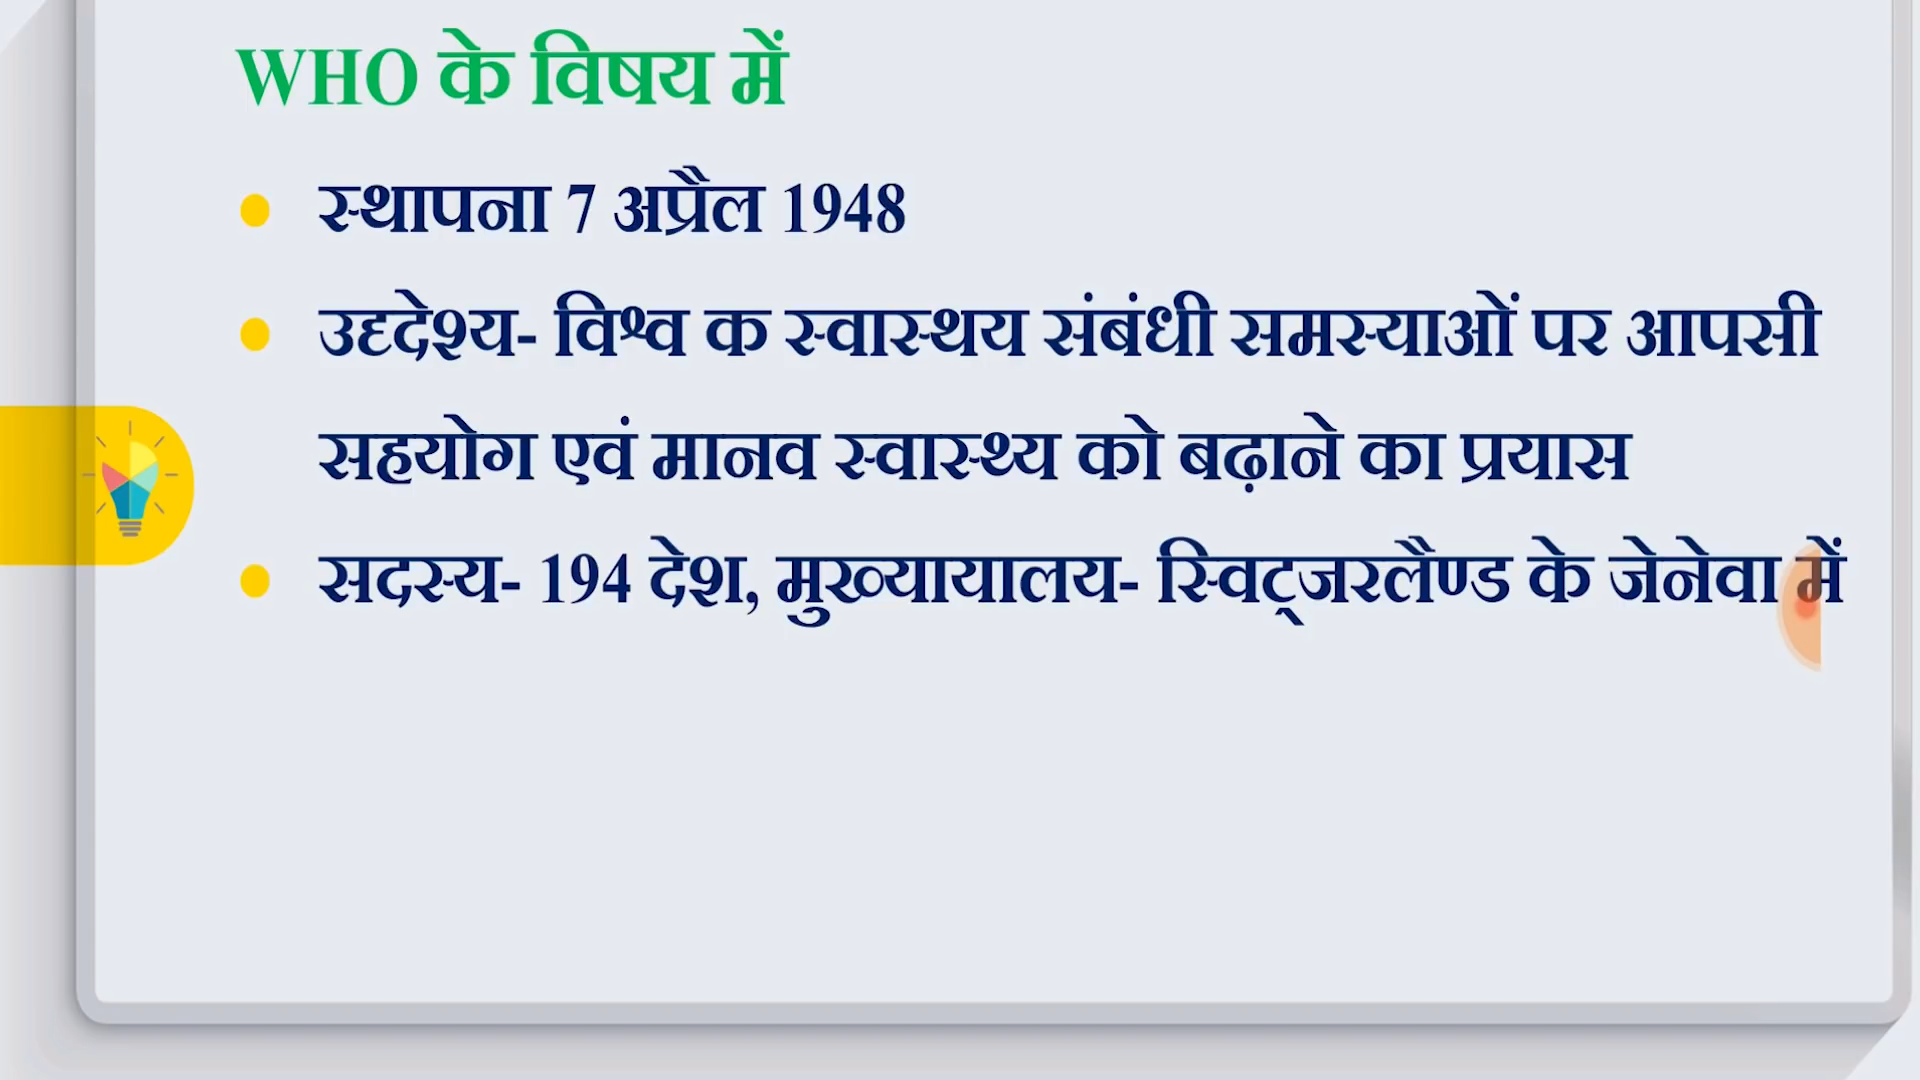 WHO के विषय में
स्थापना 7 अप्रैल 1948
उद्देश्य- विश्व क स्वास्थय संबंधी समस्याओं पर आपसी
सहयोग एवं मानव स्वास्थ्य को बढ़ाने का प्रयास
सदस्य- 194 देश, मुख्यायालय- स्विट्जरलैण्ड के जेनेवा में